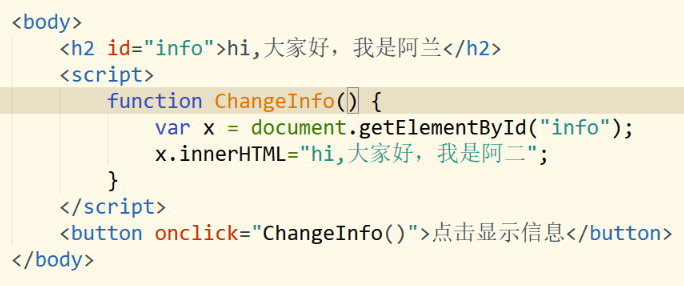 <body>
<h2 id="info">hi,大家好，我是阿兰</h2>
<script>
function ChangeInfo() {
var x = document.getElementById("info");
x.innerHTML="hi,大家好，我是阿二";
}
</script>
<button onclick="ChangeInfo()">点击显示信息</button>
</body>